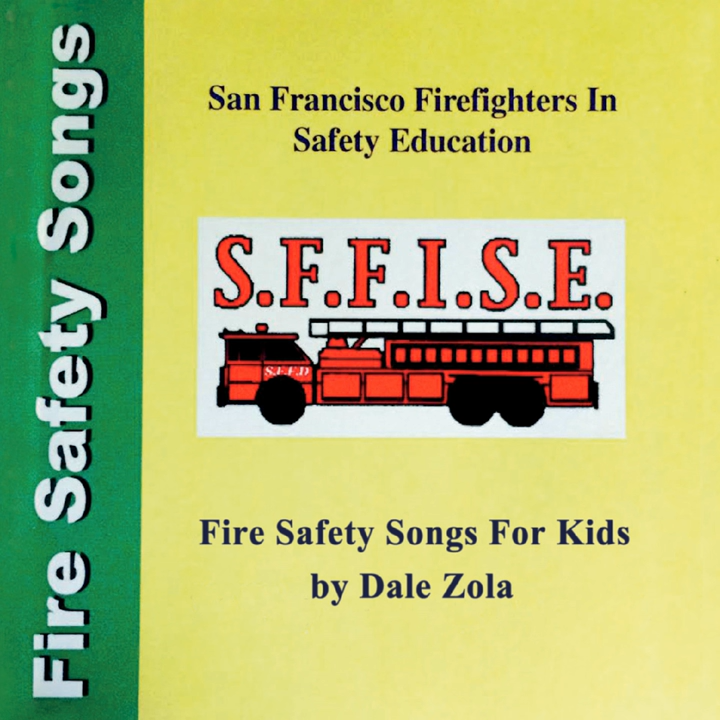 Fire Safety Songs
San Francisco Firefighters In
Safety Education
S.F.F.I.S.E.
S.F.F.D
Fire Safety Songs For Kids
by Dale Zola